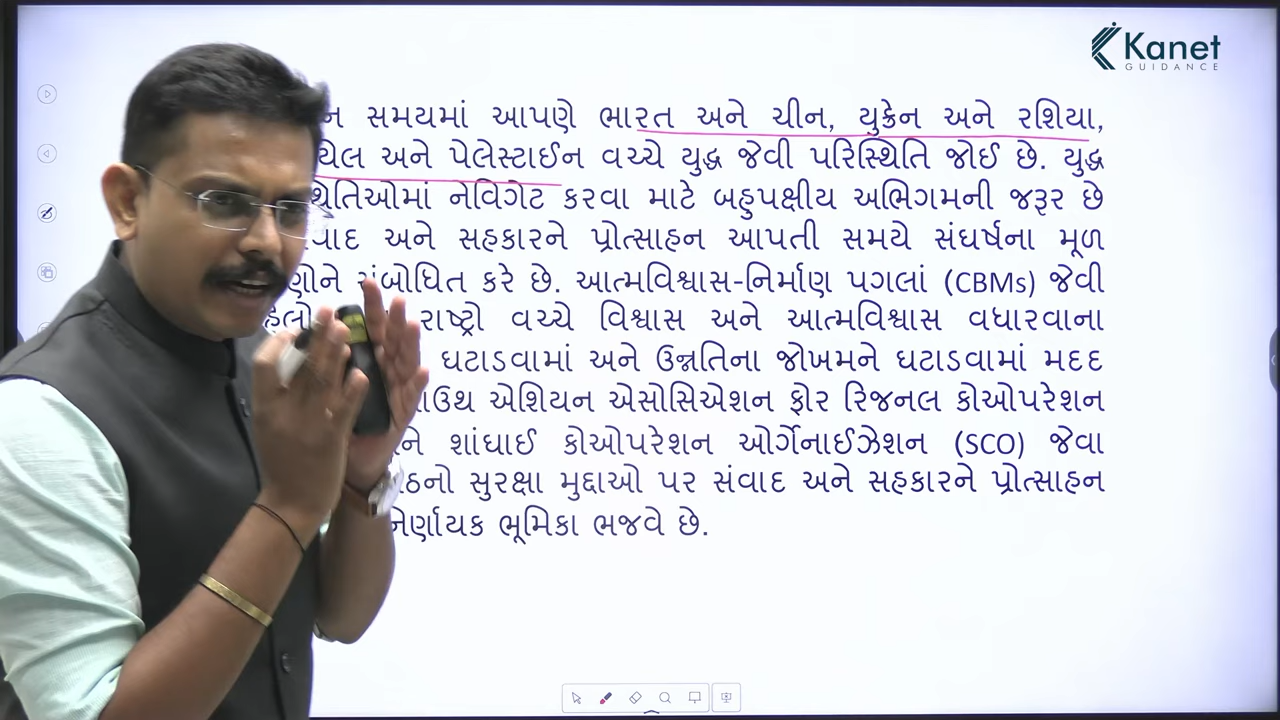 Kanet
GUIDANCE
સમયમાં આપણે ભારત અને ચીન, યુક્રેન અને રશિયા,
અને પેલેસ્ટાઈન વચ્ચે યુદ્ધ જેવી પરિસ્થિતિ જોઈ છે. યુદ્ધ
નેવિગેટ કરવા માટે બહુપક્ષીય અભિગમની જરૂર છે
અને સહકારને પ્રોત્સાહન આપતી સમયે સંઘર્ષના મૂળ
સંબોધિત કરે છે. આત્મવિશ્વાસ-નિર્માણ પગલાં (CBMs) જેવી
રાષ્ટ્રો વચ્ચે વિશ્વાસ અને આત્મવિશ્વાસ વધારવાના
ઘટાડવામાં અને ઉન્નતિના જોખમને ઘટાડવામાં મદદ
એશિયન એસોસિએશન ફોર રિજનલ કોઓપરેશન
શાંઘાઈ કોઓપરેશન ઓર્ગેનાઈઝેશન (SCO) જેવા
સુરક્ષા મુદ્દાઓ પર સંવાદ અને સહકારને પ્રોત્સાહન
નિર્ણાયક ભૂમિકા ભજવે છે.